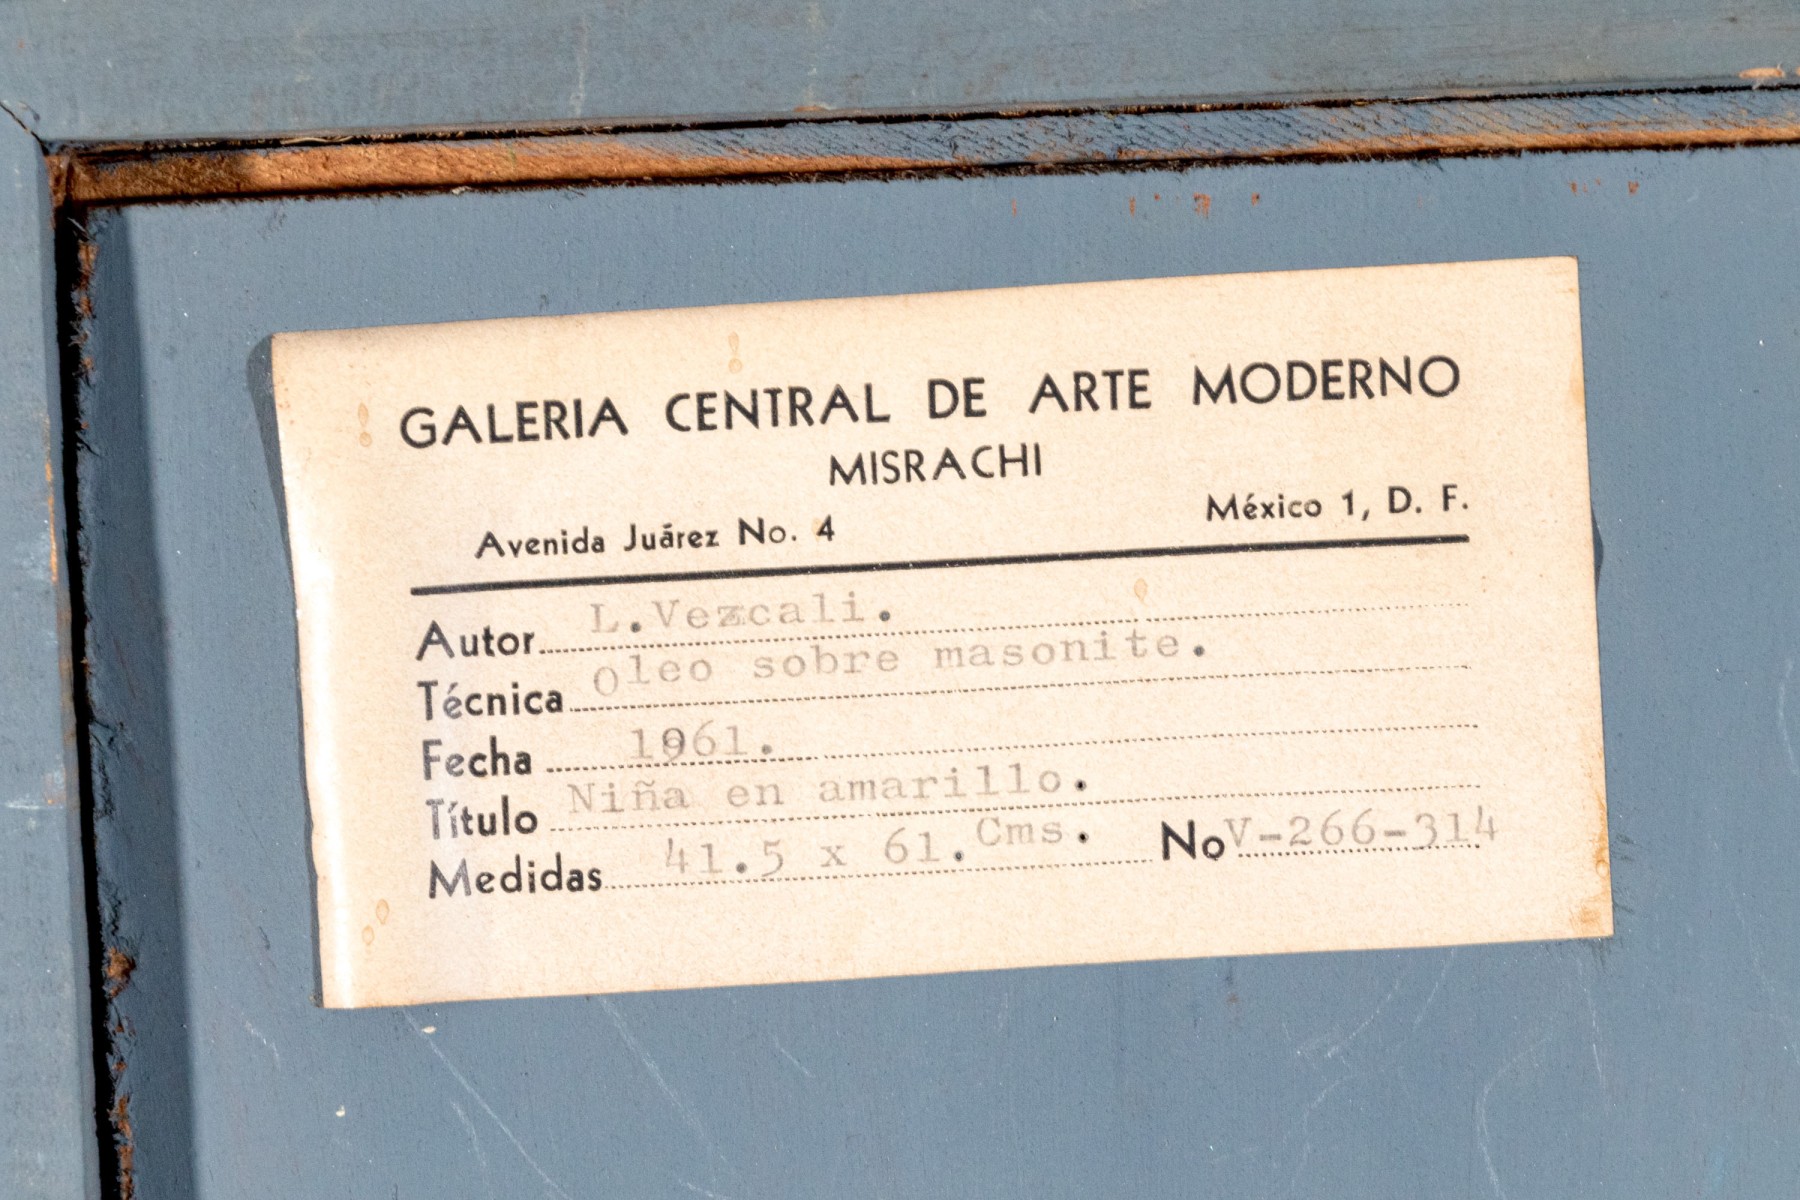 GALERIA CENTRAL DE ARTE MODERNO
MISRACHI
Avenida Juárez No. 4 México 1, D. F.
Autor L.Vezcali.
Técnica Oleo sobre masonite.
Fecha 1961.
Título Niña en amarillo.
Medidas 41.5 x 61.Cms. No V-266-314